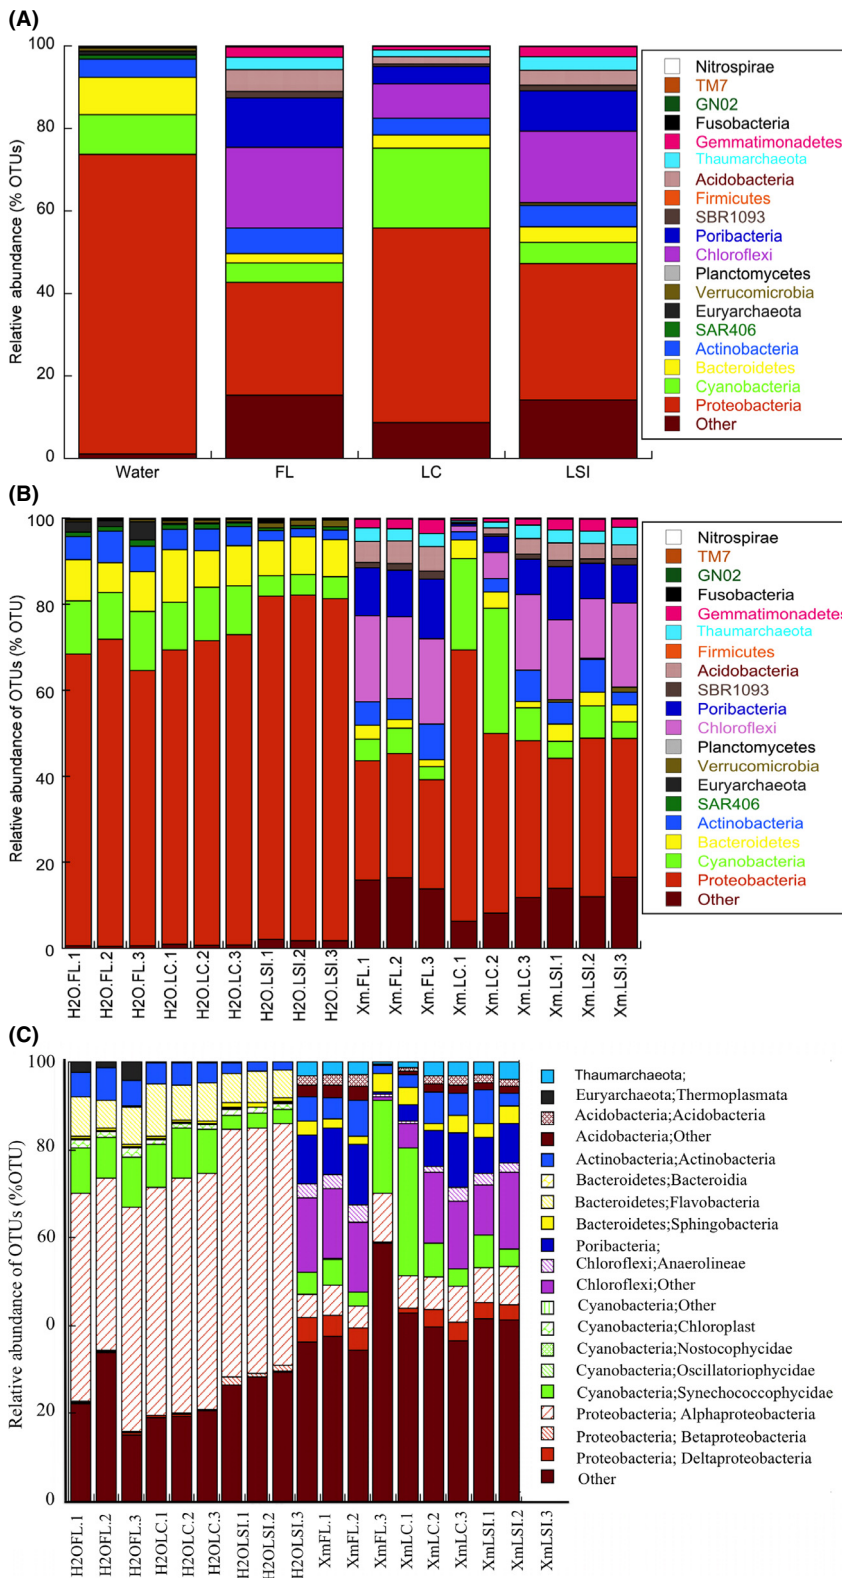 (A)
Relative abundance (% OTUs)
100
80
60
40
20
0
Water
FL
LC
LSI
Nitrospirae
TM7
GN02
Fusobacteria
Gemmatimonadetes
Thaumarchaeota
Acidobacteria
Firmicutes
SBR1093
Poribacteria
Chloroflexi
Planctomycetes
Verrucomicrobia
Euryarchaeota
SAR406
Actinobacteria
Bacteroidetes
Cyanobacteria
Proteobacteria
Other
(B)
Relative abundance of OTUs (% OTU)
100
80
60
40
20
0
H2O.FL.1
H2O.FL.2
H2O.FL.3
H2O.LC.1
H2O.LC.2
H2O.LC.3
H2O.LSI.1
H2O.LSI.2
H2O.LSI.3
Xm.FL.1
Xm.FL.2
Xm.FL.3
Xm.LC.1
Xm.LC.2
Xm.LC.3
Xm.LSI.1
Xm.LSI.2
Xm.LSI.3
Nitrospirae
TM7
GN02
Fusobacteria
Gemmatimonadetes
Thaumarchaeota
Firmicutes
Acidobacteria
SBR1093
Poribacteria
Chloroflexi
Planctomycetes
Verrucomicrobia
Euryarchaeota
SAR406
Actinobacteria
Bacteroidetes
Cyanobacteria
Proteobacteria
Other
(C)
Relative abundance of OTUs (%OTU)
100
80
60
0
20
0
H2OFL.1
H2OFL.2
H2OFL.3
H2OLC.1
H2OLC.2
H2OLC.3
H2OLSI.1
H2OLSI.2
H2OLSI.3
XmFL.1
XmFL.2
XmFL.3
XmLC.1
XmLC.2
XmLC.3
XmLSI.1
XmLSI.2
XmLSI.3
Thaumarchaeota;
Euryarchaeota;Thermoplasmata
Acidobacteria;Acidobacteria
Acidobacteria;Other
Actinobacteria;Actinobacteria
Bacteroidetes;Bacteroidia
Bacteroidetes;Flavobacteria
Bacteroidetes;Sphingobacteria
Poribacteria;
Chloroflexi;Anaerolineae
Chloroflexi;Other
Cyanobacteria;Other
Cyanobacteria;Chloroplast
Cyanobacteria;Nostocophycidae
Cyanobacteria;Oscillatoriophycidae
Cyanobacteria;Synechococcophycidae
Proteobacteria; Alphaproteobacteria
Proteobacteria; Betaproteobacteria
Proteobacteria; Deltaproteobacteria
Other